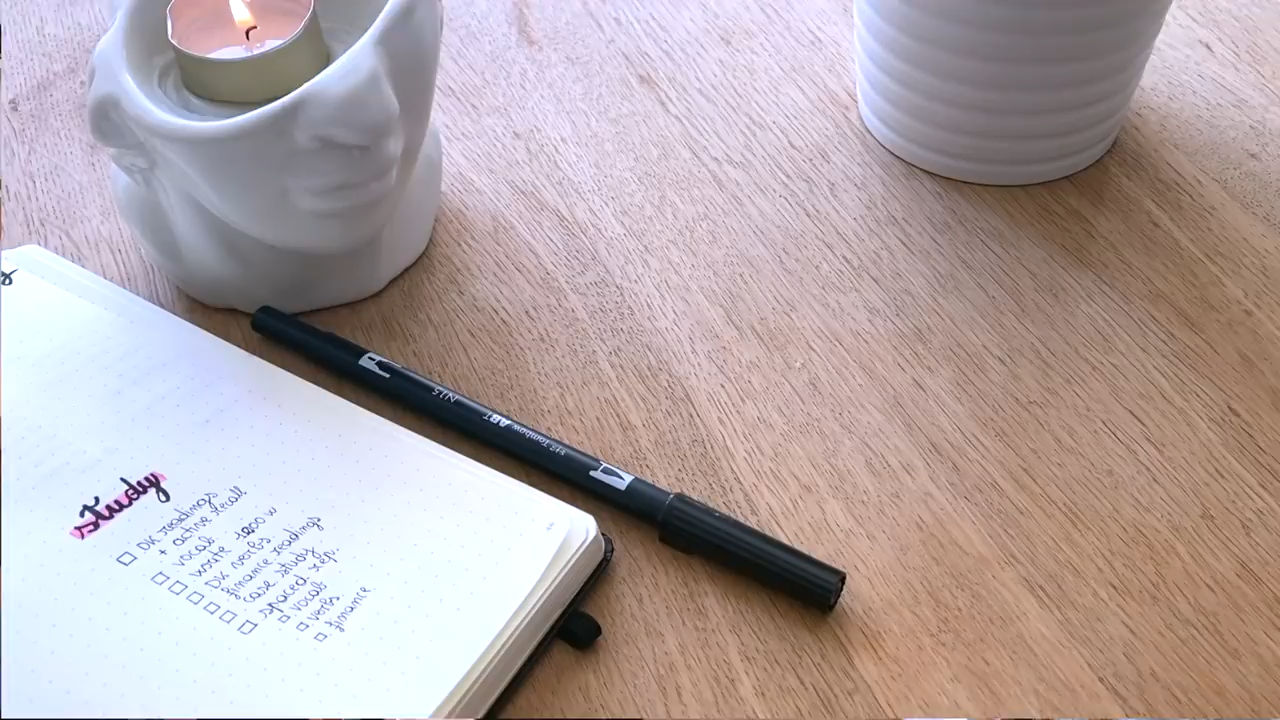 study
DK readings
+ active recall
vocab
write 1200 w
DK verbs
finance readings
case study
spaced rep.
vocab
verbs
finance
N15
ABT
Tombow